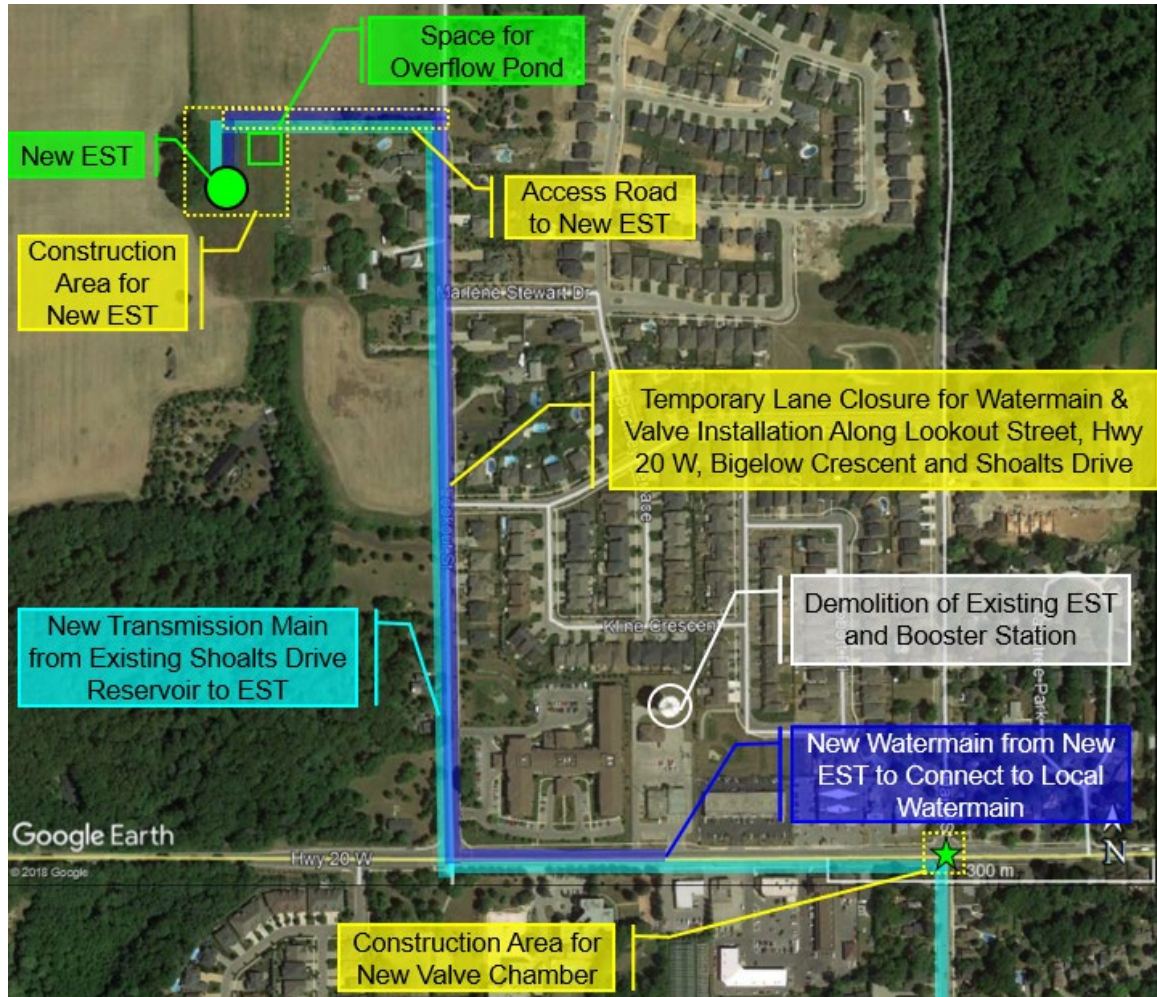 Space for
Overflow Pond
New EST
Access Road
to New EST
Construction
Area for
New EST
Marlene Stewart Dr
Temporary Lane Closure for Watermain &
Valve Installation Along Lookout Street, Hwy
20 W, Bigelow Crescent and Shoalts Drive
Lookout St
Kline Crescent
Demolition of Existing EST
and Booster Station
New Transmission Main
from Existing Shoalts Drive
Reservoir to EST
New Watermain from New
EST to Connect to Local
Watermain
Google Earth
© 2018 Google
Hwy 20 W
N
300 m
Construction Area for
New Valve Chamber